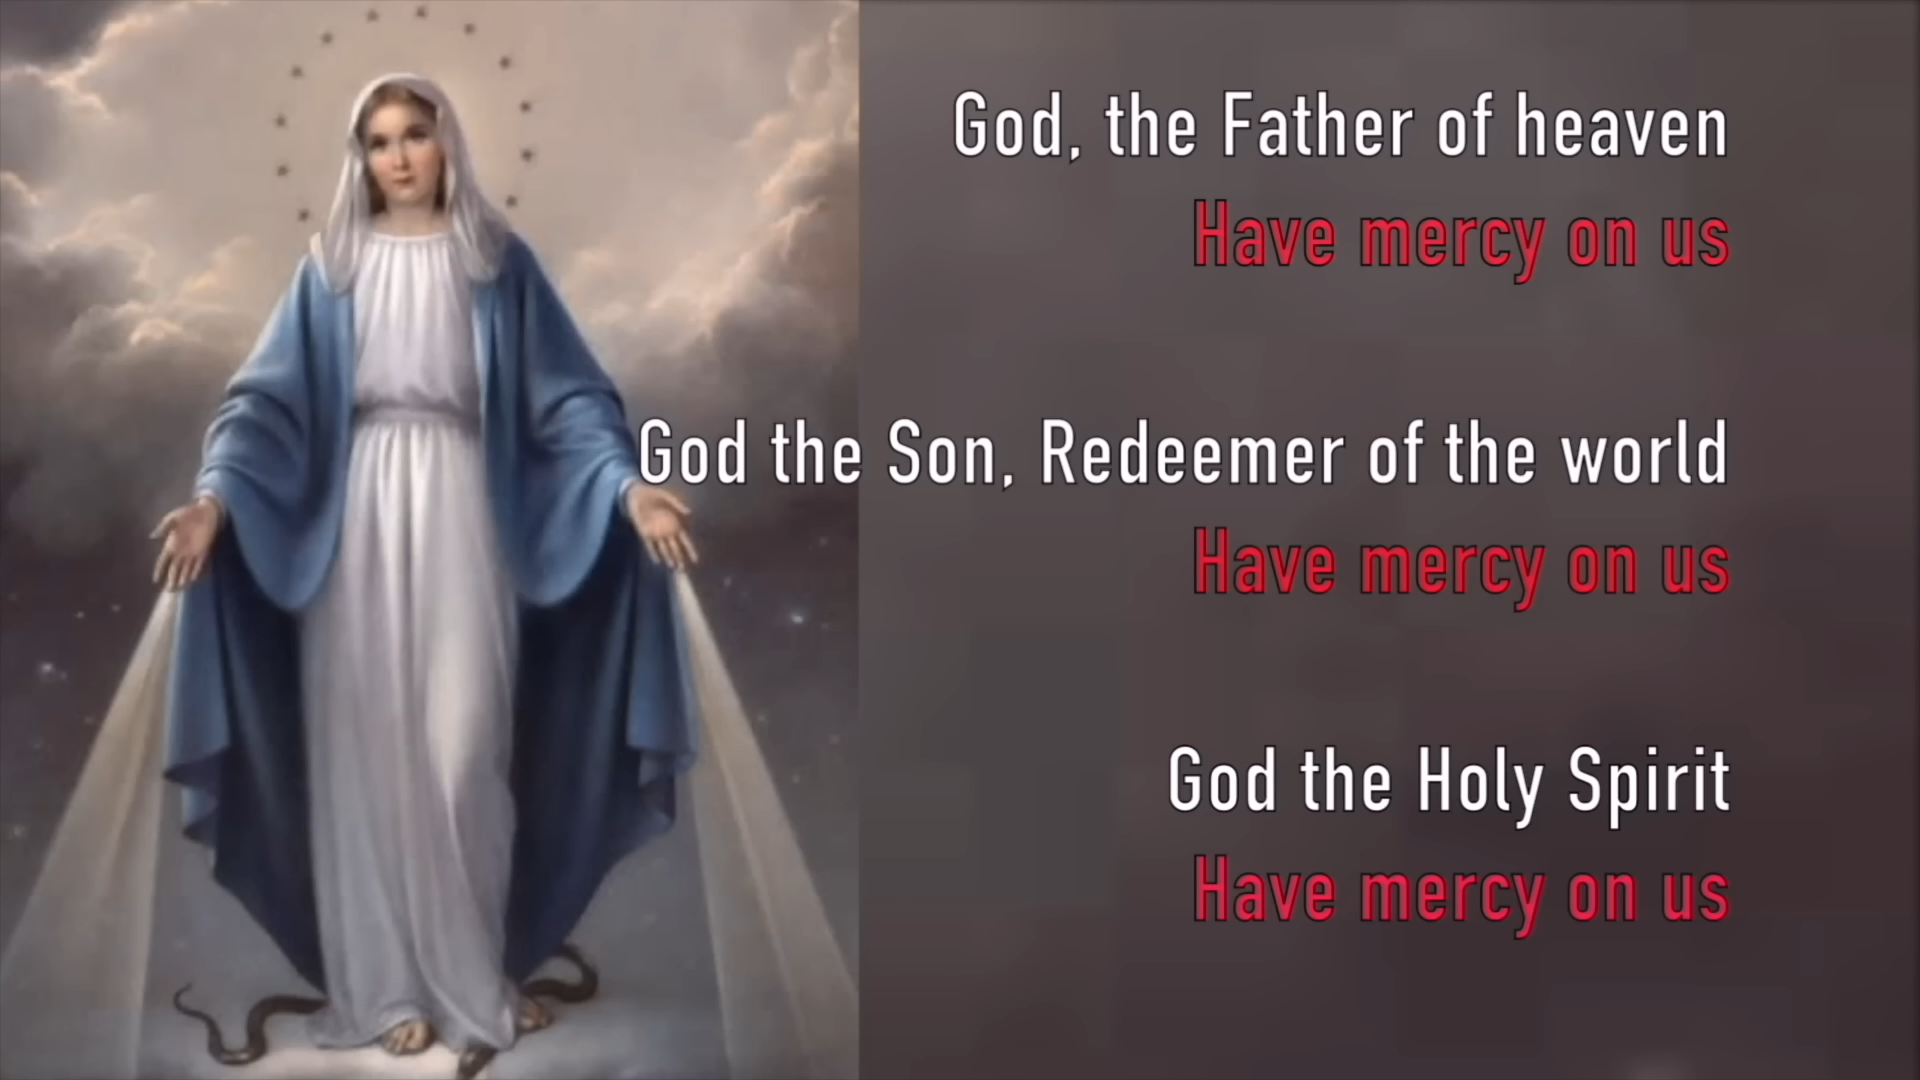 God, the Father of heaven
Have mercy on us
God the Son, Redeemer of the world
Have mercy on us
God the Holy Spirit
Have mercy on us